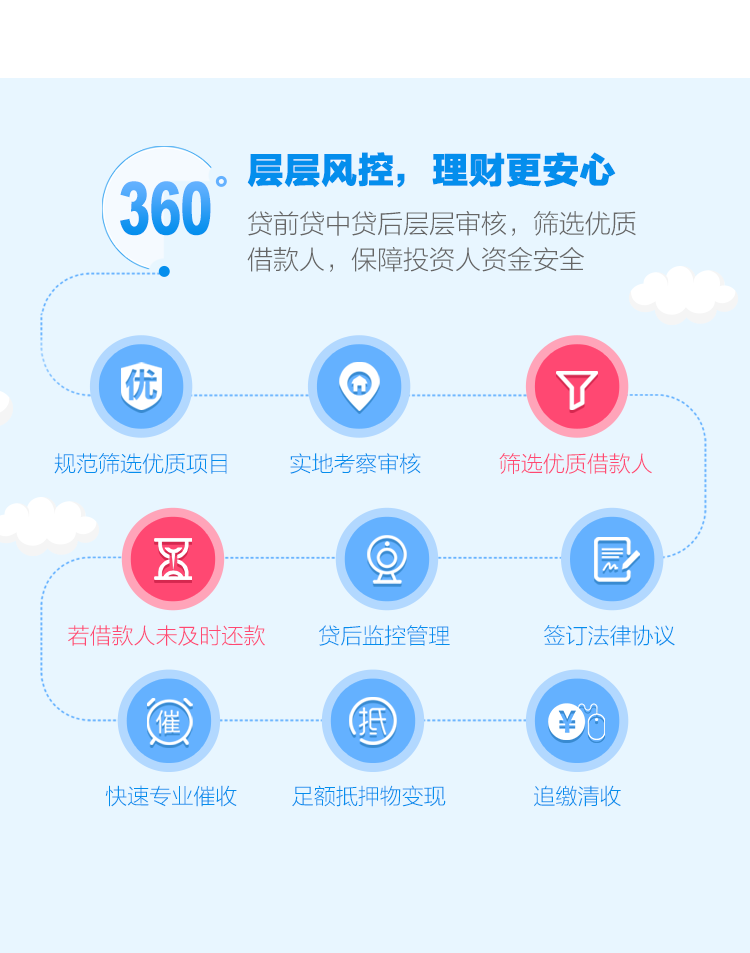 360°
层层风控，理财更安心
贷前贷中贷后层层审核，筛选优质
借款人，保障投资人资金安全
优
规范筛选优质项目
实地考察审核
筛选优质借款人
若借款人未及时还款
贷后监控管理
签订法律协议
催
抵
¥
快速专业催收
足额抵押物变现
追缴清收